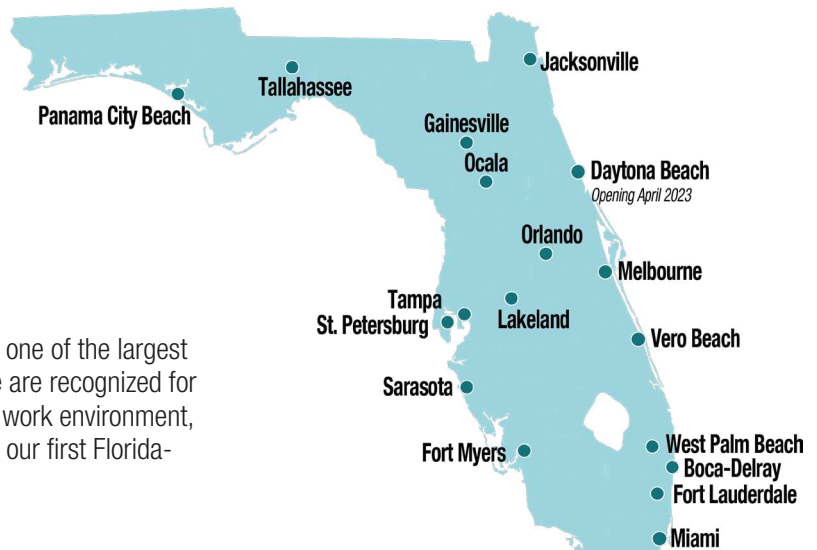 Jacksonville
Tallahassee
Panama City Beach
Gainesville
Ocala
Daytona Beach
Opening April 2023
Orlando
Melbourne
Tampa
St. Petersburg
Lakeland
Vero Beach
one of the largest
e are recognized for
work environment,
our first Florida-
Sarasota
Fort Myers
West Palm Beach
Boca-Delray
Fort Lauderdale
Miami